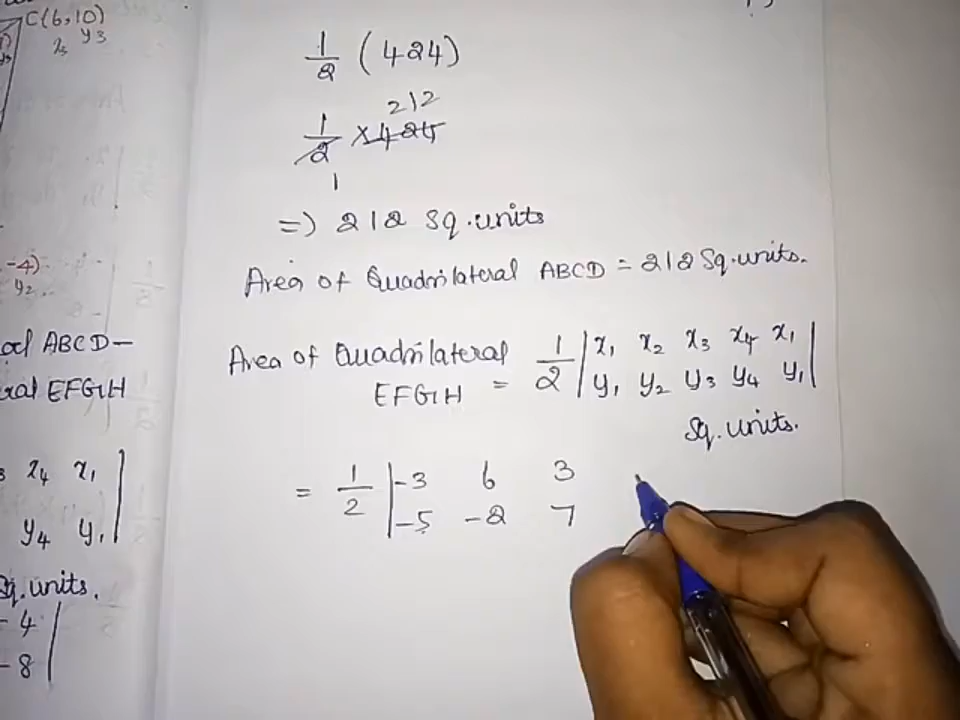 C(6,10)
x3 y3
-4)
y2
ABCD-
EFGH
x4 x1
y4 y1
Sq.units.
- 4
- 8
1/2 (424)
212
1/2 × 424
1
=) 212 Sq.units
Area of Quadrilateral ABCD = 212 Sq.units.
Area of Quadrilateral
EFGH = 1/2 | x1 x2 x3 x4 x1 |
y1 y2 y3 y4 y1
Sq. units.
= 1/2 | -3 6 3
-5 -2 7